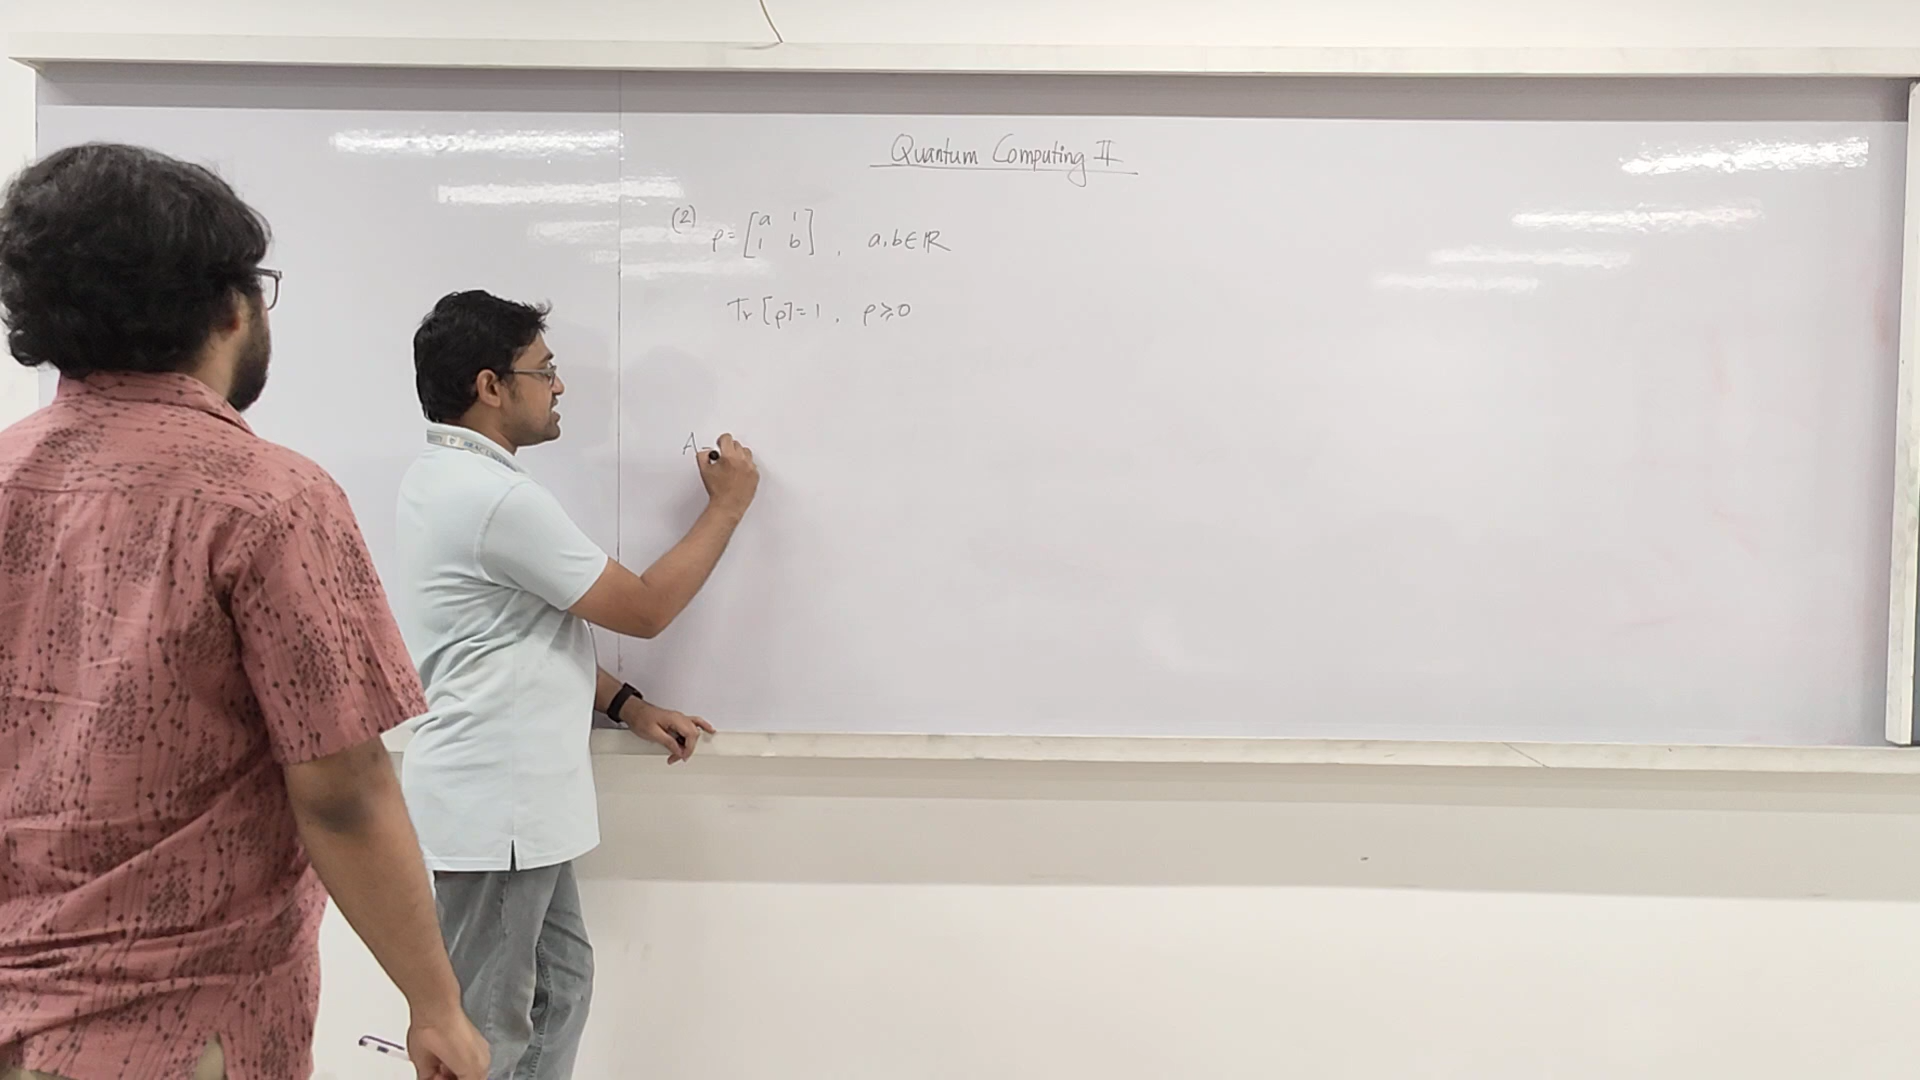 Quantum Computing II
(2) ρ = [a 1
1 b] , a, b ∈ ℝ
Tr [ρ] = 1 , ρ ⩾ 0
A =